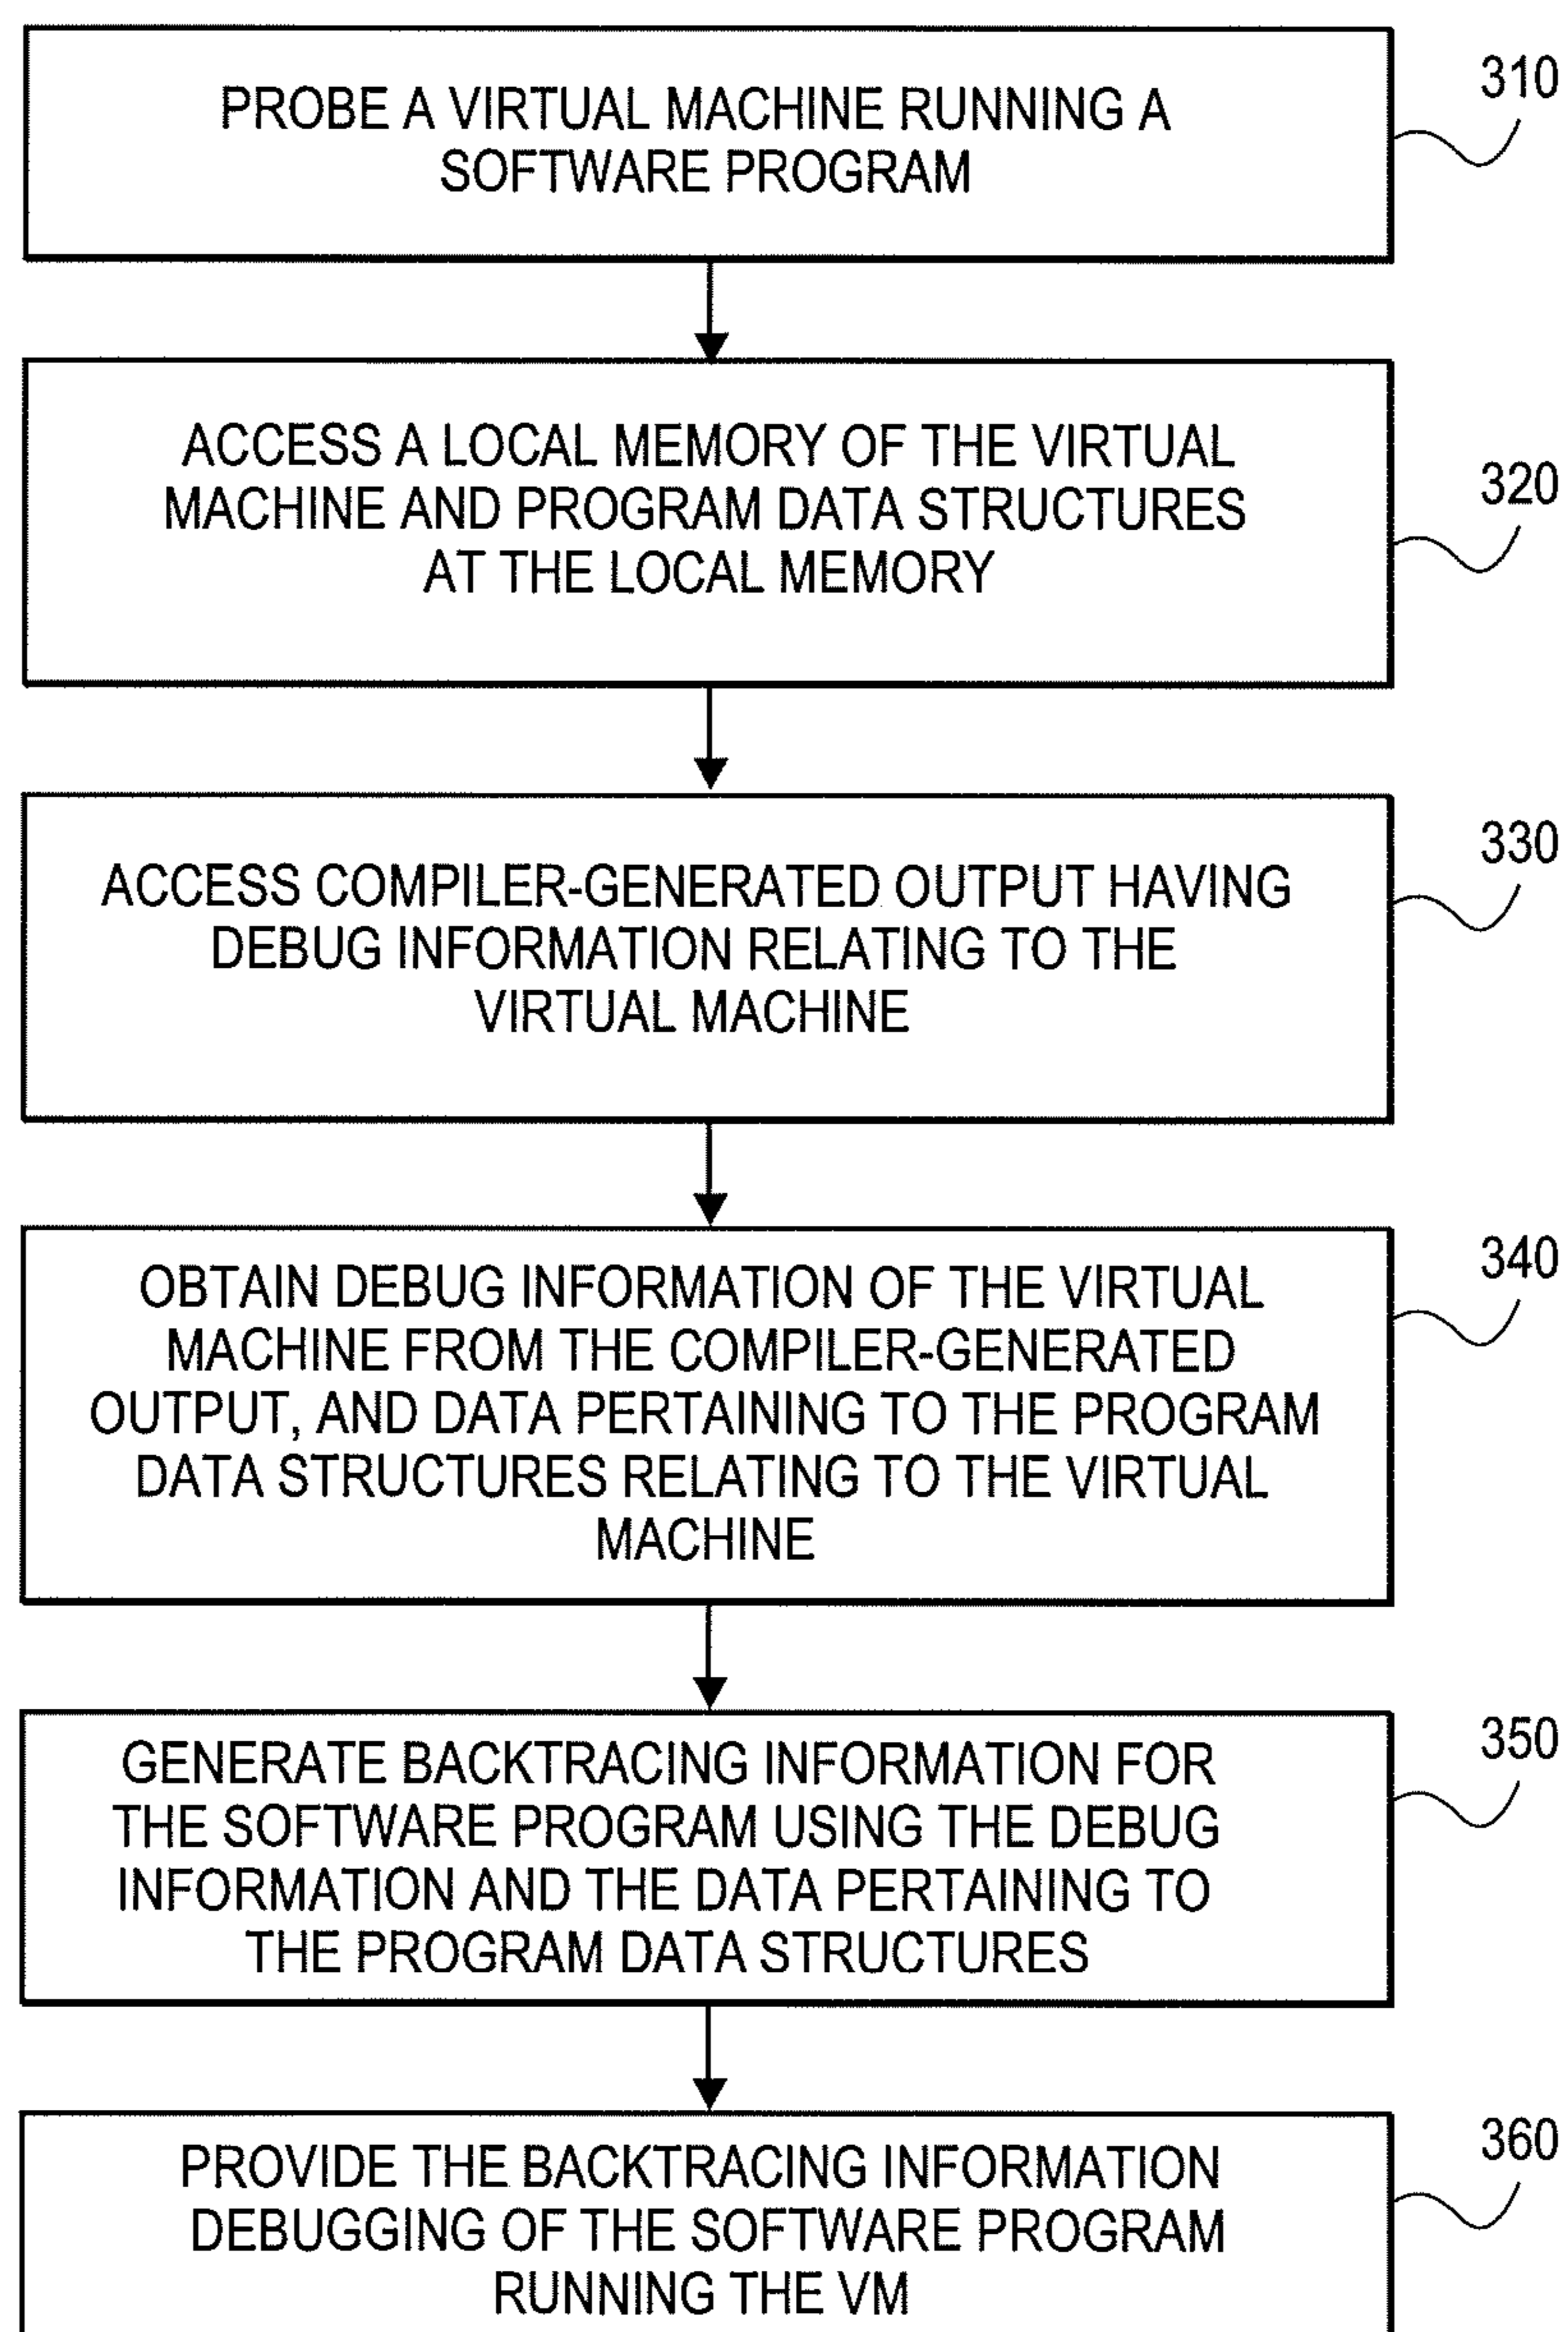 PROBE A VIRTUAL MACHINE RUNNING A
SOFTWARE PROGRAM
310
ACCESS A LOCAL MEMORY OF THE VIRTUAL
MACHINE AND PROGRAM DATA STRUCTURES
AT THE LOCAL MEMORY
320
ACCESS COMPILER-GENERATED OUTPUT HAVING
DEBUG INFORMATION RELATING TO THE
VIRTUAL MACHINE
330
OBTAIN DEBUG INFORMATION OF THE VIRTUAL
MACHINE FROM THE COMPILER-GENERATED
OUTPUT, AND DATA PERTAINING TO THE PROGRAM
DATA STRUCTURES RELATING TO THE VIRTUAL
MACHINE
340
GENERATE BACKTRACING INFORMATION FOR
THE SOFTWARE PROGRAM USING THE DEBUG
INFORMATION AND THE DATA PERTAINING TO
THE PROGRAM DATA STRUCTURES
350
PROVIDE THE BACKTRACING INFORMATION
DEBUGGING OF THE SOFTWARE PROGRAM
RUNNING THE VM
360